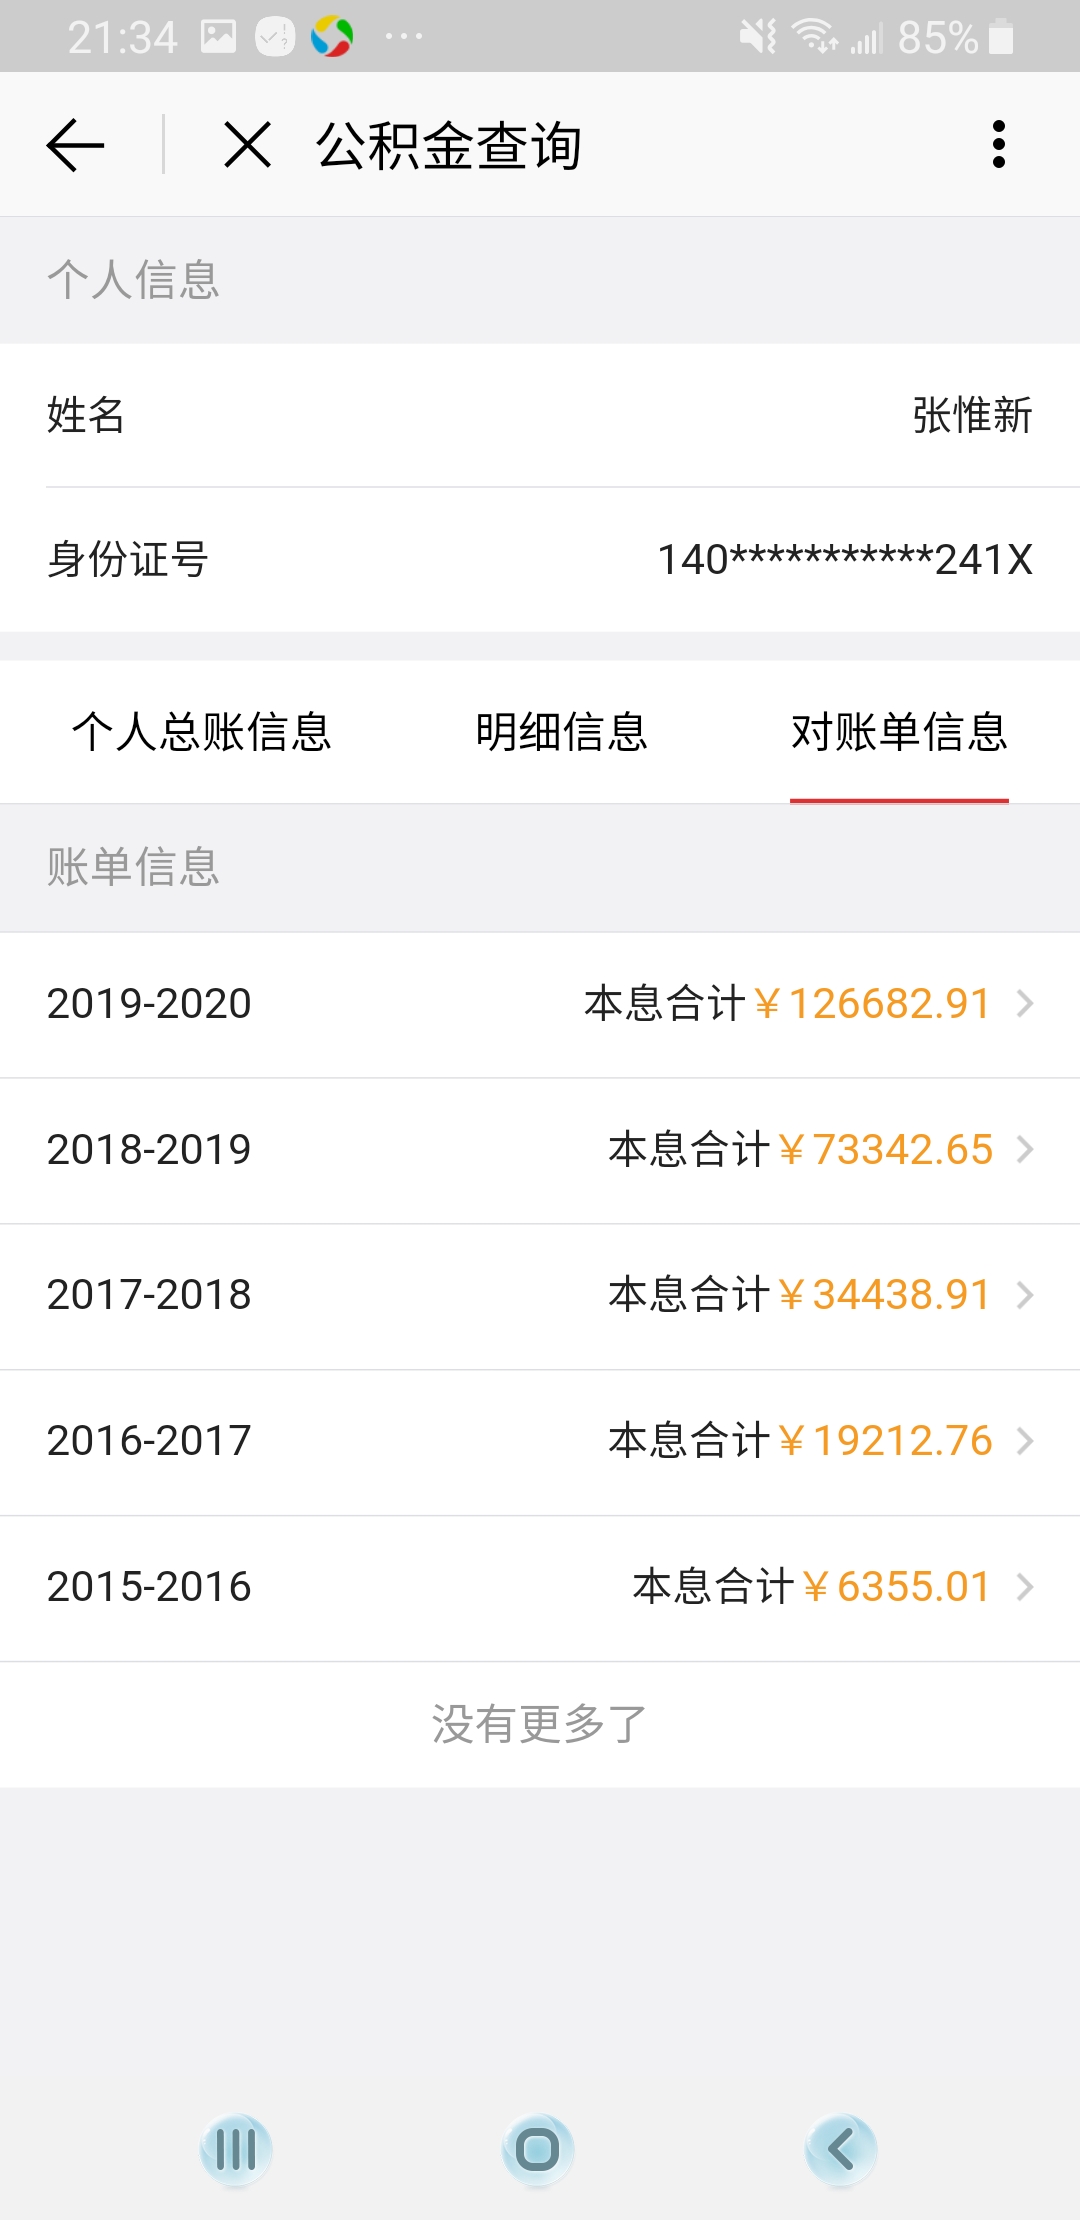 21:34 85%
公积金查询
个人信息
姓名 张惟新
身份证号 140***********241X
个人总账信息 明细信息 对账单信息
账单信息
2019-2020 本息合计￥126682.91
2018-2019 本息合计￥73342.65
2017-2018 本息合计￥34438.91
2016-2017 本息合计￥19212.76
2015-2016 本息合计￥6355.01
没有更多了